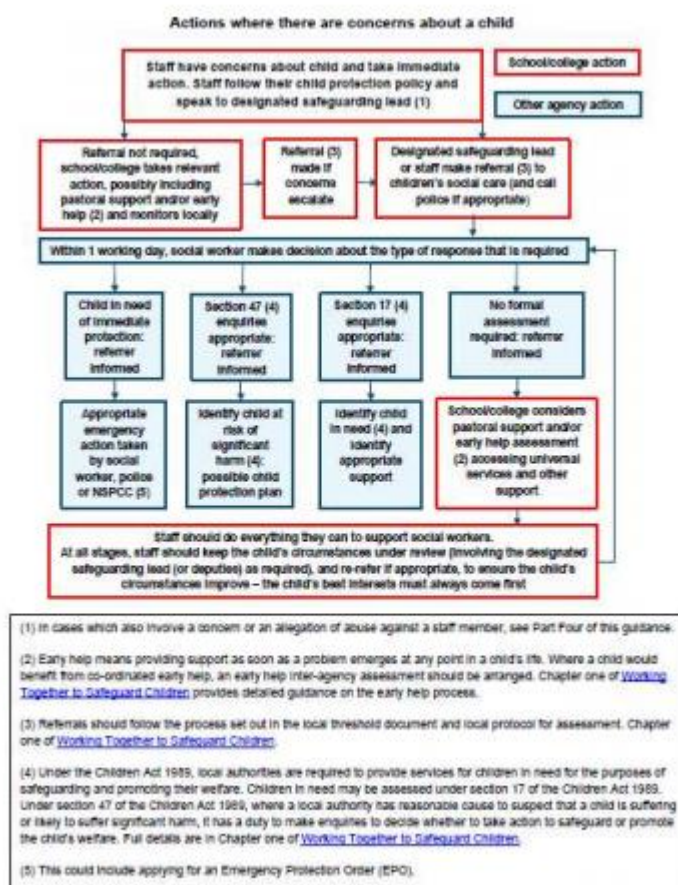 Actions where there are concerns about a child
Staff have concerns about child and take immediate
action. Staff follow their child protection policy and
speak to designated safeguarding lead (1)
School/college action
Other agency action
Referral not required,
school/college takes relevant
action, possibly including
pastoral support and/or early
help (2) and monitors locally
Referral (3)
made if
concerns
escalate
Designated safeguarding lead
or staff make referral (3) to
children's social care (and call
police if appropriate)
Within 1 working day, social worker makes decision about the type of response that is required
Child in need
of immediate
protection:
referrer
informed
Section 47 (4)
enquiries
appropriate:
referrer
informed
Section 17 (4)
enquiries
appropriate:
referrer
informed
No formal
assessment
required: referrer
informed
Appropriate
emergency
action taken
by social
worker, police
or NSPCC (5)
Identify child at
risk of
significant
harm (4):
possible child
protection plan
Identify child
in need (4) and
identify
appropriate
support
School/college considers
pastoral support and/or
early help assessment
(2) accessing universal
services and other
support
Staff should do everything they can to support social workers.
At all stages, staff should keep the child's circumstances under review (involving the designated
safeguarding lead (or deputies) as required), and re-refer if appropriate, to ensure the child's
circumstances improve – the child's best interests must always come first
(1) In cases which also involve a concern or an allegation of abuse against a staff member, see Part Four of this guidance.
(2) Early help means providing support as soon as a problem emerges at any point in a child's life. Where a child would
benefit from co-ordinated early help, an early help inter-agency assessment should be arranged. Chapter one of Working
Together to Safeguard Children provides detailed guidance on the early help process.
(3) Referrals should follow the process set out in the local threshold document and local protocol for assessment. Chapter
one of Working Together to Safeguard Children.
(4) Under the Children Act 1989, local authorities are required to provide services for children in need for the purposes of
safeguarding and promoting their welfare. Children in need may be assessed under section 17 of the Children Act 1989.
Under section 47 of the Children Act 1989, where a local authority has reasonable cause to suspect that a child is suffering
or likely to suffer significant harm, it has a duty to make enquiries to decide whether to take action to safeguard or promote
the child's welfare. Full details are in Chapter one of Working Together to Safeguard Children.
(5) This could include applying for an Emergency Protection Order (EPO).